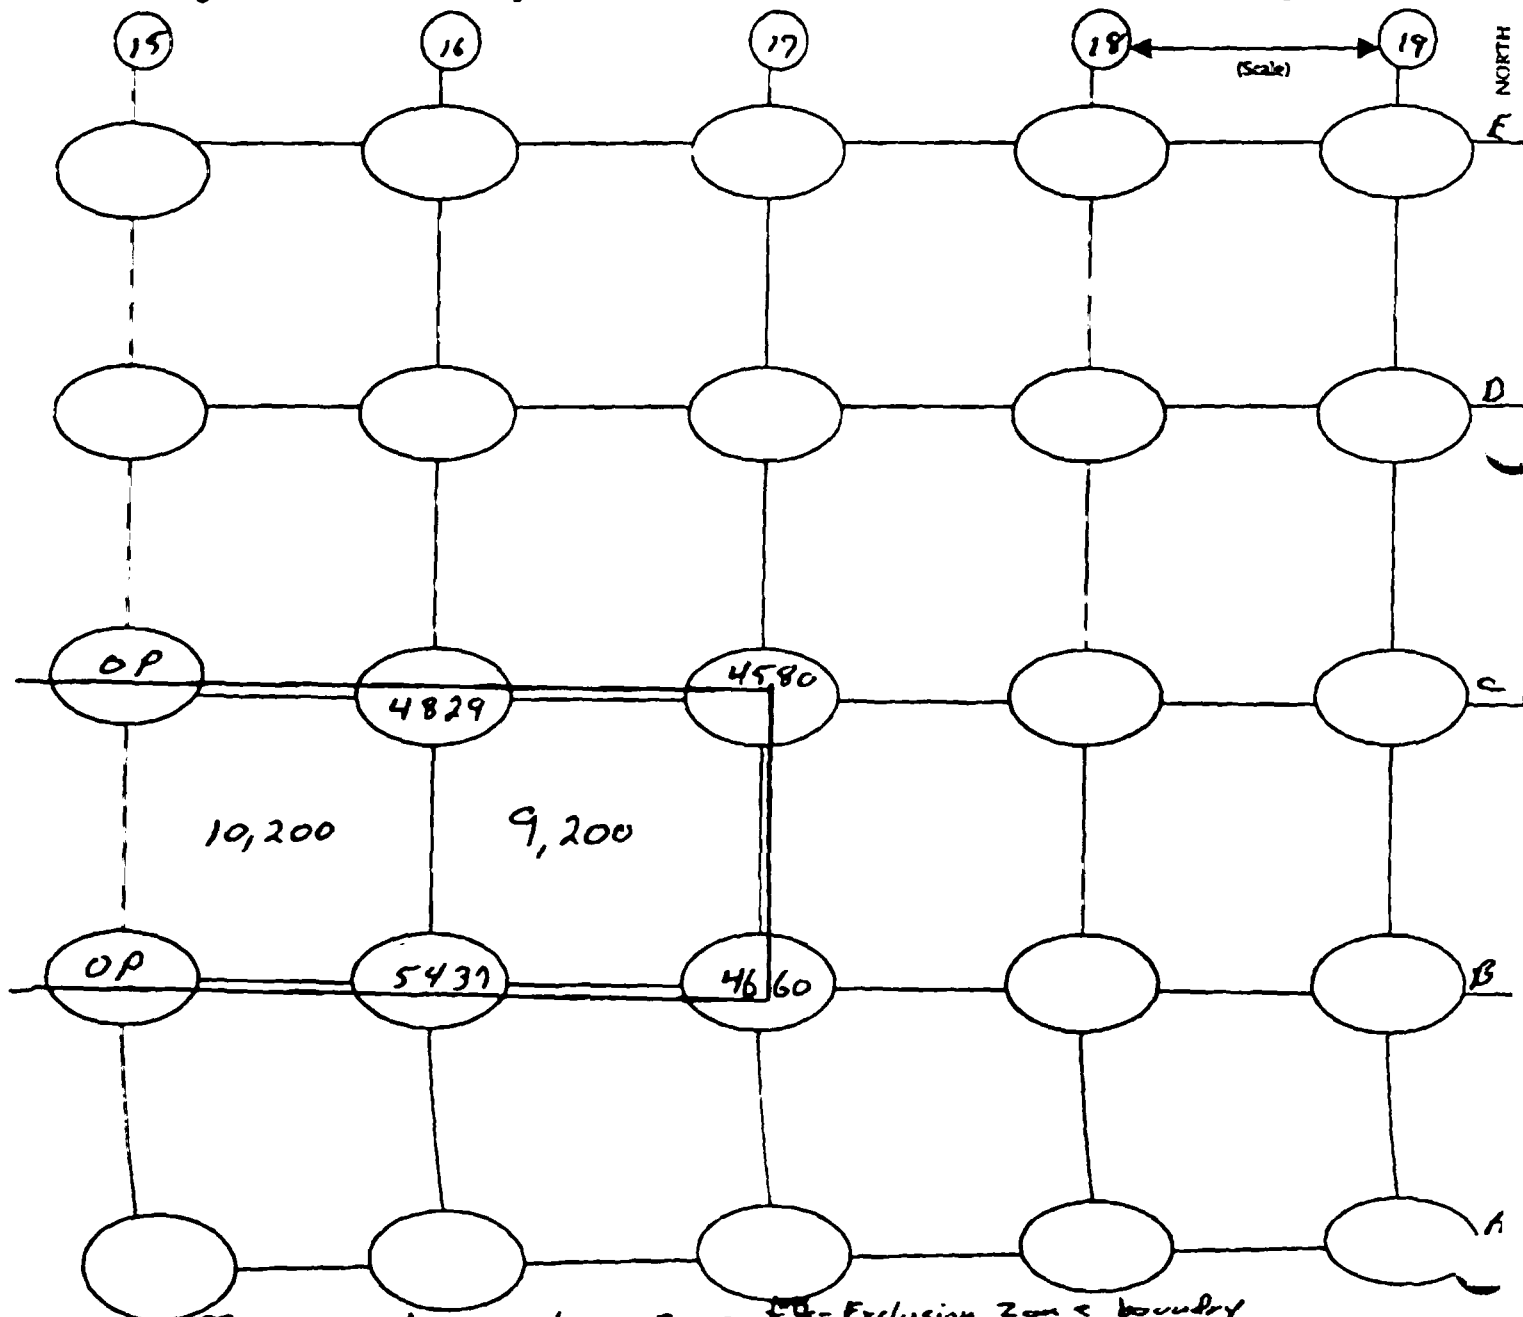 15 16 17 18 19
(Scale)
NORTH
E
D
OP 4829 4580 C
10,200 9,200
OP 5437 4660 B
A
Exclusion Zone boundry